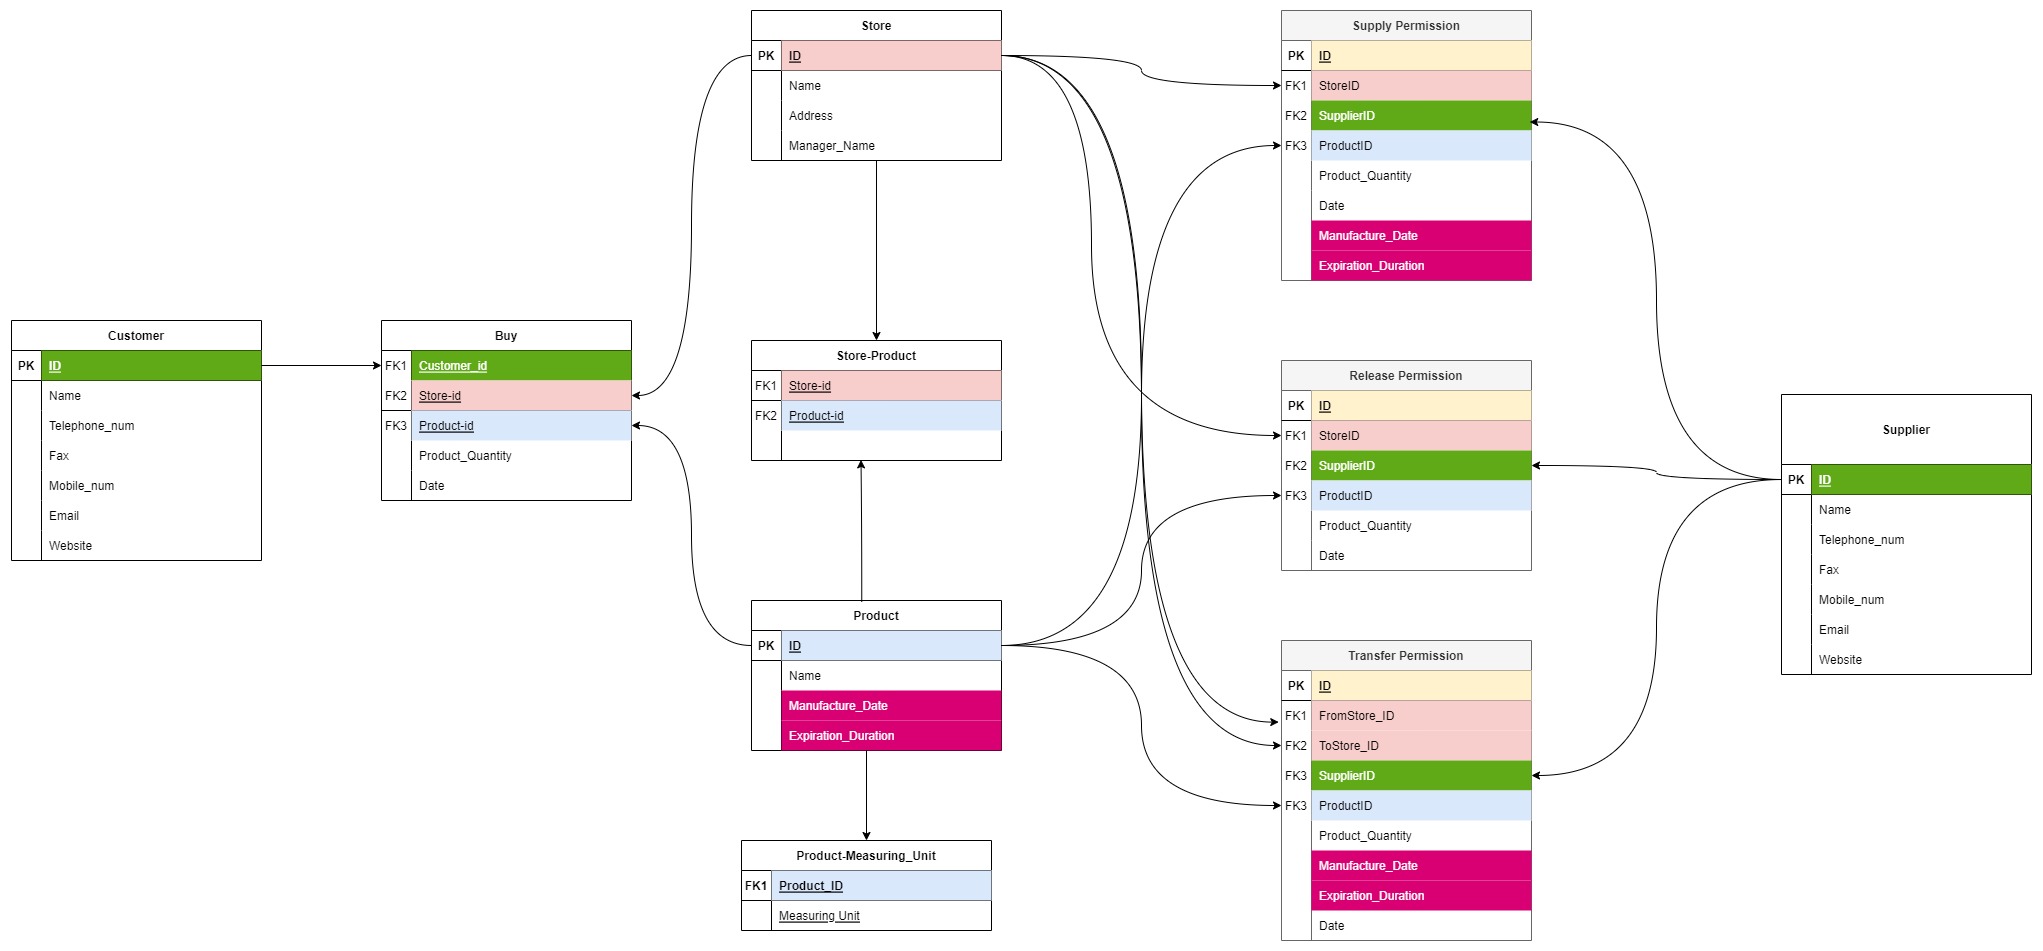 Store
PK ID
Name
Address
Manager_Name
Supply Permission
PK ID
FK1 StoreID
FK2 SupplierID
FK3 ProductID
Product_Quantity
Date
Manufacture_Date
Expiration_Duration
Customer
PK ID
Name
Telephone_num
Fax
Mobile_num
Email
Website
Buy
FK1 Customer_id
FK2 Store-id
FK3 Product-id
Product_Quantity
Date
Store-Product
FK1 Store-id
FK2 Product-id
Release Permission
PK ID
FK1 StoreID
FK2 SupplierID
FK3 ProductID
Product_Quantity
Date
Supplier
PK ID
Name
Telephone_num
Fax
Mobile_num
Email
Website
Product
PK ID
Name
Manufacture_Date
Expiration_Duration
Transfer Permission
PK ID
FK1 FromStore_ID
FK2 ToStore_ID
FK3 SupplierID
FK3 ProductID
Product_Quantity
Manufacture_Date
Expiration_Duration
Date
Product-Measuring_Unit
FK1 Product_ID
Measuring Unit